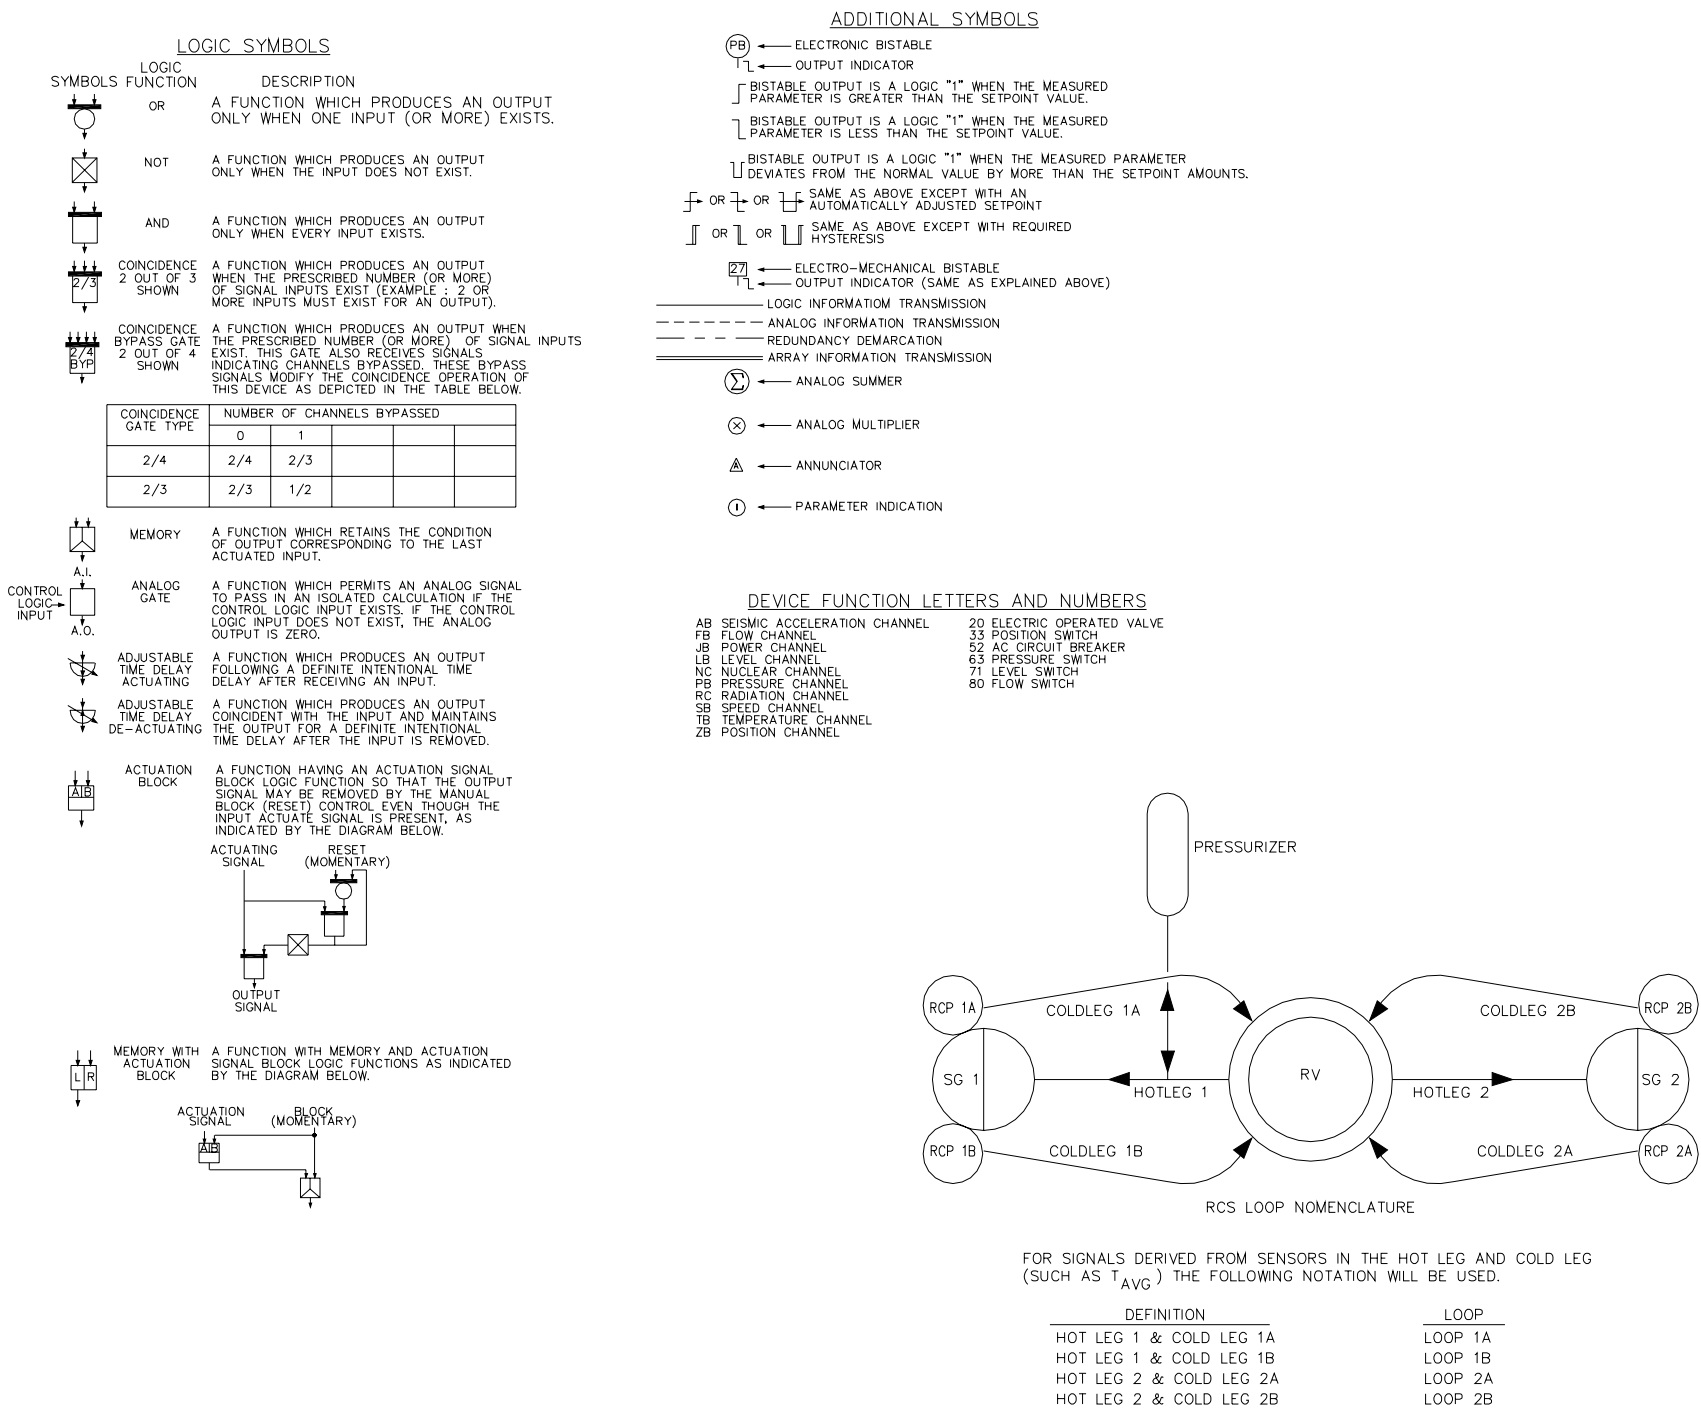 LOGIC SYMBOLS
SYMBOLS
LOGIC
FUNCTION
DESCRIPTION
OR
A FUNCTION WHICH PRODUCES AN OUTPUT
ONLY WHEN ONE INPUT (OR MORE) EXISTS.
NOT
A FUNCTION WHICH PRODUCES AN OUTPUT
ONLY WHEN THE INPUT DOES NOT EXIST.
AND
A FUNCTION WHICH PRODUCES AN OUTPUT
ONLY WHEN EVERY INPUT EXISTS.
2/3
COINCIDENCE
2 OUT OF 3
SHOWN
A FUNCTION WHICH PRODUCES AN OUTPUT
WHEN THE PRESCRIBED NUMBER (OR MORE)
OF SIGNAL INPUTS EXIST (EXAMPLE : 2 OR
MORE INPUTS MUST EXIST FOR AN OUTPUT).
2/4
BYP
COINCIDENCE
BYPASS GATE
2 OUT OF 4
SHOWN
A FUNCTION WHICH PRODUCES AN OUTPUT WHEN
THE PRESCRIBED NUMBER (OR MORE) OF SIGNAL INPUTS
EXIST. THIS GATE ALSO RECEIVES SIGNALS
INDICATING CHANNELS BYPASSED. THESE BYPASS
SIGNALS MODIFY THE COINCIDENCE OPERATION OF
THIS DEVICE AS DEPICTED IN THE TABLE BELOW.
COINCIDENCE
GATE TYPE
NUMBER OF CHANNELS BYPASSED
0 1
2/4 2/4 2/3
2/3 2/3 1/2
MEMORY
A FUNCTION WHICH RETAINS THE CONDITION
OF OUTPUT CORRESPONDING TO THE LAST
ACTUATED INPUT.
A.I.
CONTROL
LOGIC
INPUT
A.O.
ANALOG
GATE
A FUNCTION WHICH PERMITS AN ANALOG SIGNAL
TO PASS IN AN ISOLATED CALCULATION IF THE
CONTROL LOGIC INPUT EXISTS. IF THE CONTROL
LOGIC INPUT DOES NOT EXIST, THE ANALOG
OUTPUT IS ZERO.
ADJUSTABLE
TIME DELAY
ACTUATING
A FUNCTION WHICH PRODUCES AN OUTPUT
FOLLOWING A DEFINITE INTENTIONAL TIME
DELAY AFTER RECEIVING AN INPUT.
ADJUSTABLE
TIME DELAY
DE-ACTUATING
A FUNCTION WHICH PRODUCES AN OUTPUT
COINCIDENT WITH THE INPUT AND MAINTAINS
THE OUTPUT FOR A DEFINITE INTENTIONAL
TIME DELAY AFTER THE INPUT IS REMOVED.
A B
ACTUATION
BLOCK
A FUNCTION HAVING AN ACTUATION SIGNAL
BLOCK LOGIC FUNCTION SO THAT THE OUTPUT
SIGNAL MAY BE REMOVED BY THE MANUAL
BLOCK (RESET) CONTROL EVEN THOUGH THE
INPUT ACTUATE SIGNAL IS PRESENT, AS
INDICATED BY THE DIAGRAM BELOW.
ACTUATING
SIGNAL
RESET
(MOMENTARY)
OUTPUT
SIGNAL
L R
MEMORY WITH
ACTUATION
BLOCK
A FUNCTION WITH MEMORY AND ACTUATION
SIGNAL BLOCK LOGIC FUNCTIONS AS INDICATED
BY THE DIAGRAM BELOW.
ACTUATION
SIGNAL
BLOCK
(MOMENTARY)
A B
ADDITIONAL SYMBOLS
PB
ELECTRONIC BISTABLE
OUTPUT INDICATOR
BISTABLE OUTPUT IS A LOGIC "1" WHEN THE MEASURED
PARAMETER IS GREATER THAN THE SETPOINT VALUE.
BISTABLE OUTPUT IS A LOGIC "1" WHEN THE MEASURED
PARAMETER IS LESS THAN THE SETPOINT VALUE.
BISTABLE OUTPUT IS A LOGIC "1" WHEN THE MEASURED PARAMETER
DEVIATES FROM THE NORMAL VALUE BY MORE THAN THE SETPOINT AMOUNTS.
OR OR
SAME AS ABOVE EXCEPT WITH AN
AUTOMATICALLY ADJUSTED SETPOINT
OR OR
SAME AS ABOVE EXCEPT WITH REQUIRED
HYSTERESIS
27
ELECTRO-MECHANICAL BISTABLE
OUTPUT INDICATOR (SAME AS EXPLAINED ABOVE)
LOGIC INFORMATIOM TRANSMISSION
ANALOG INFORMATION TRANSMISSION
REDUNDANCY DEMARCATION
ARRAY INFORMATION TRANSMISSION
Σ
ANALOG SUMMER
ANALOG MULTIPLIER
A
ANNUNCIATOR
I
PARAMETER INDICATION
DEVICE FUNCTION LETTERS AND NUMBERS
AB SEISMIC ACCELERATION CHANNEL
FB FLOW CHANNEL
JB POWER CHANNEL
LB LEVEL CHANNEL
NC NUCLEAR CHANNEL
PB PRESSURE CHANNEL
RC RADIATION CHANNEL
SB SPEED CHANNEL
TB TEMPERATURE CHANNEL
ZB POSITION CHANNEL
20 ELECTRIC OPERATED VALVE
33 POSITION SWITCH
52 AC CIRCUIT BREAKER
63 PRESSURE SWITCH
71 LEVEL SWITCH
80 FLOW SWITCH
PRESSURIZER
RCP 1A
COLDLEG 1A
COLDLEG 2B
RCP 2B
SG 1
HOTLEG 1
RV
HOTLEG 2
SG 2
RCP 1B
COLDLEG 1B
COLDLEG 2A
RCP 2A
RCS LOOP NOMENCLATURE
FOR SIGNALS DERIVED FROM SENSORS IN THE HOT LEG AND COLD LEG
(SUCH AS TAVG) THE FOLLOWING NOTATION WILL BE USED.
DEFINITION LOOP
HOT LEG 1 & COLD LEG 1A LOOP 1A
HOT LEG 1 & COLD LEG 1B LOOP 1B
HOT LEG 2 & COLD LEG 2A LOOP 2A
HOT LEG 2 & COLD LEG 2B LOOP 2B